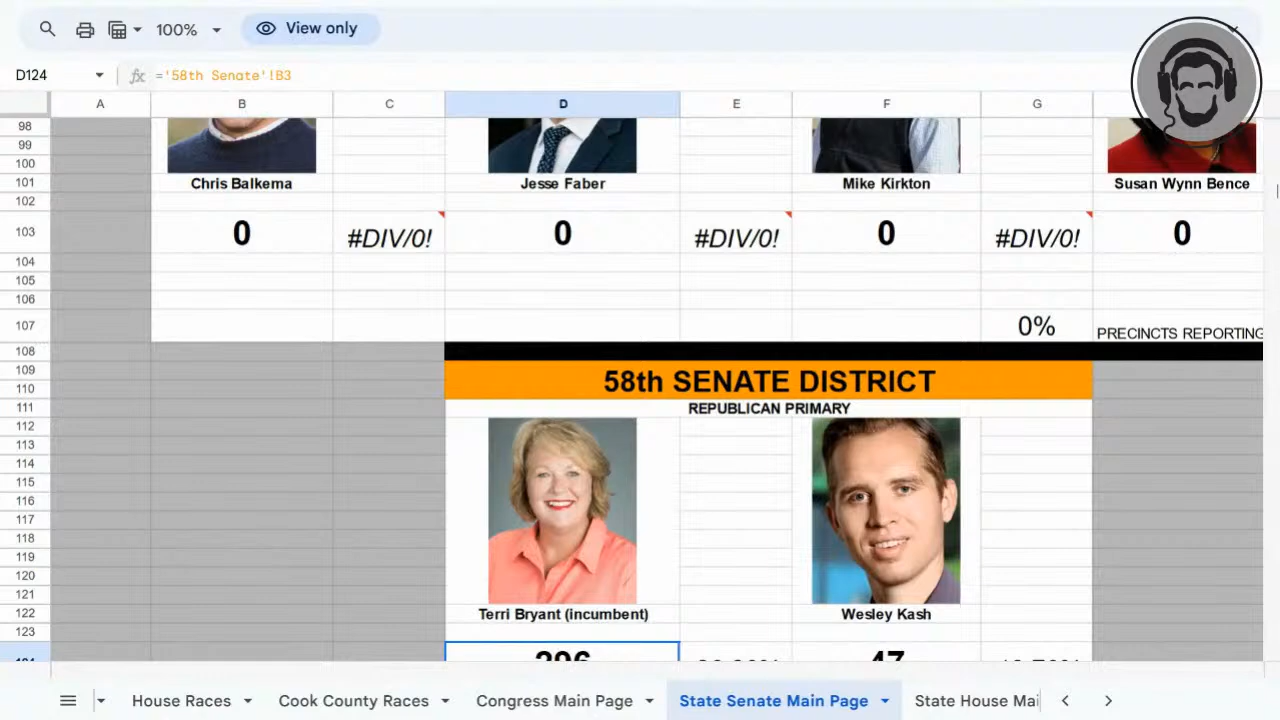 100%
View only
D124
fx
='58th Senate'!B3
A B C D E F G
98
99
100
101 Chris Balkema Jesse Faber Mike Kirkton Susan Wynn Bence
102
103 0 #DIV/0! 0 #DIV/0! 0 #DIV/0! 0
104
105
106
107 0% PRECINCTS REPORTING
108
109
58th SENATE DISTRICT
110
111 REPUBLICAN PRIMARY
112
113
114
115
116
117
118
119
120
121
122 Terri Bryant (incumbent) Wesley Kash
123
296 47
House Races Cook County Races Congress Main Page State Senate Main Page State House Mai